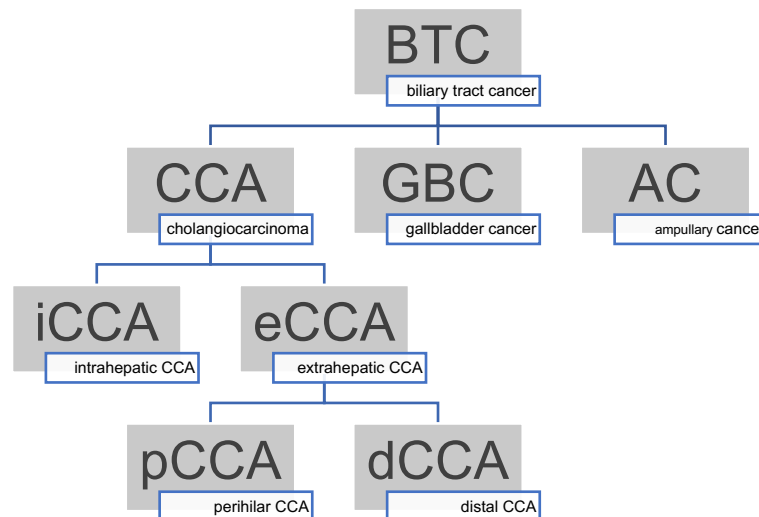 BTC
biliary tract cancer
CCA
cholangiocarcinoma
GBC
gallbladder cancer
AC
ampullary cancer
iCCA
intrahepatic CCA
eCCA
extrahepatic CCA
pCCA
perihilar CCA
dCCA
distal CCA